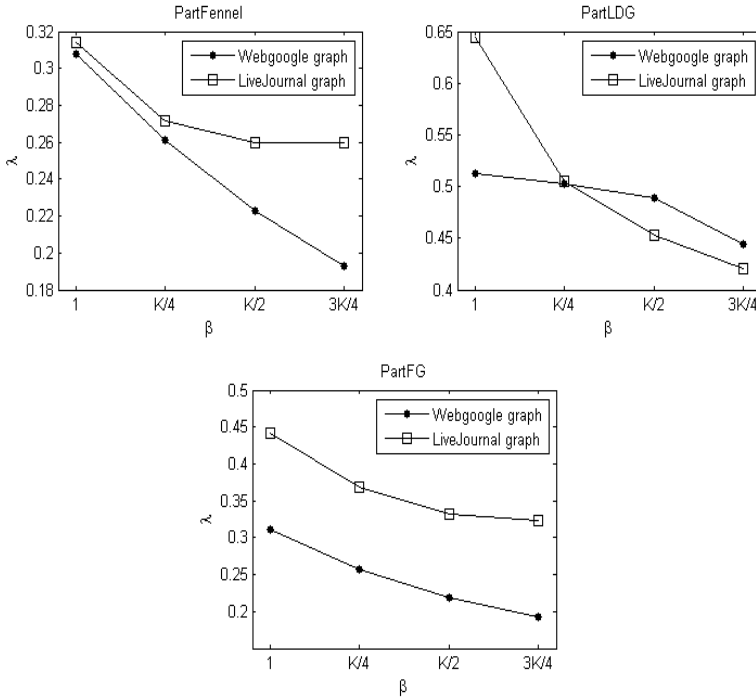 PartFennel
0.32
0.3
0.28
0.26
0.24
0.22
0.2
0.18
λ
Webgoogle graph
LiveJournal graph
1
K/4
K/2
3K/4
β
PartLDG
0.65
0.6
0.55
0.5
0.45
0.4
λ
Webgoogle graph
LiveJournal graph
1
K/4
K/2
3K/4
β
PartFG
0.5
0.45
0.4
0.35
0.3
0.25
0.2
λ
Webgoogle graph
LiveJournal graph
1
K/4
K/2
3K/4
β